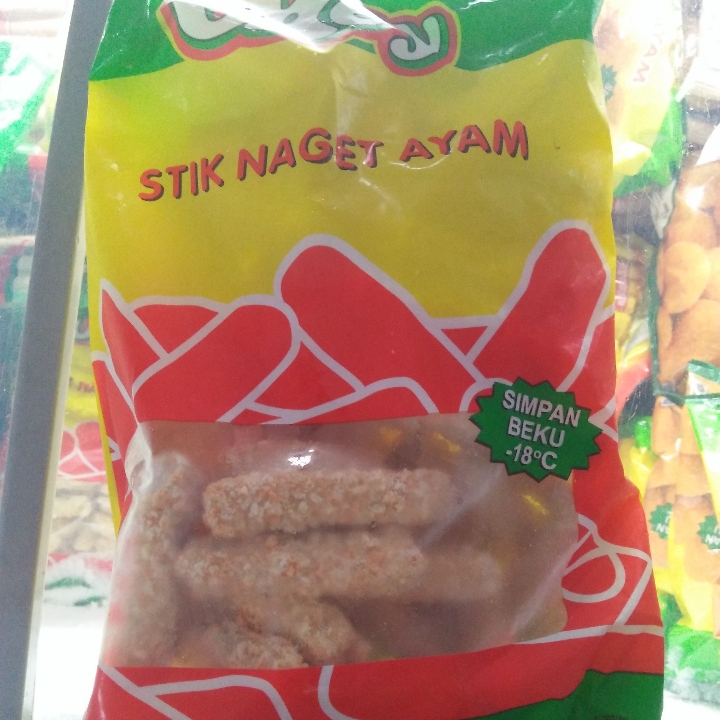 STIK NAGET AYAM
SIMPAN
BEKU
-18°C